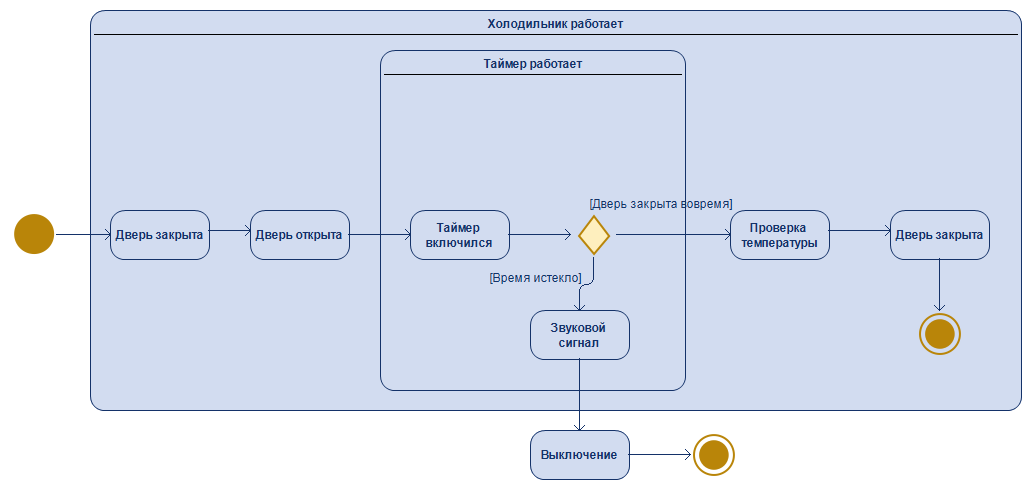 Холодильник работает
Таймер работает
[Дверь закрыта вовремя]
Дверь закрыта
Дверь открыта
Таймер
включился
Проверка
температуры
Дверь закрыта
[Время истекло]
Звуковой
сигнал
Выключение